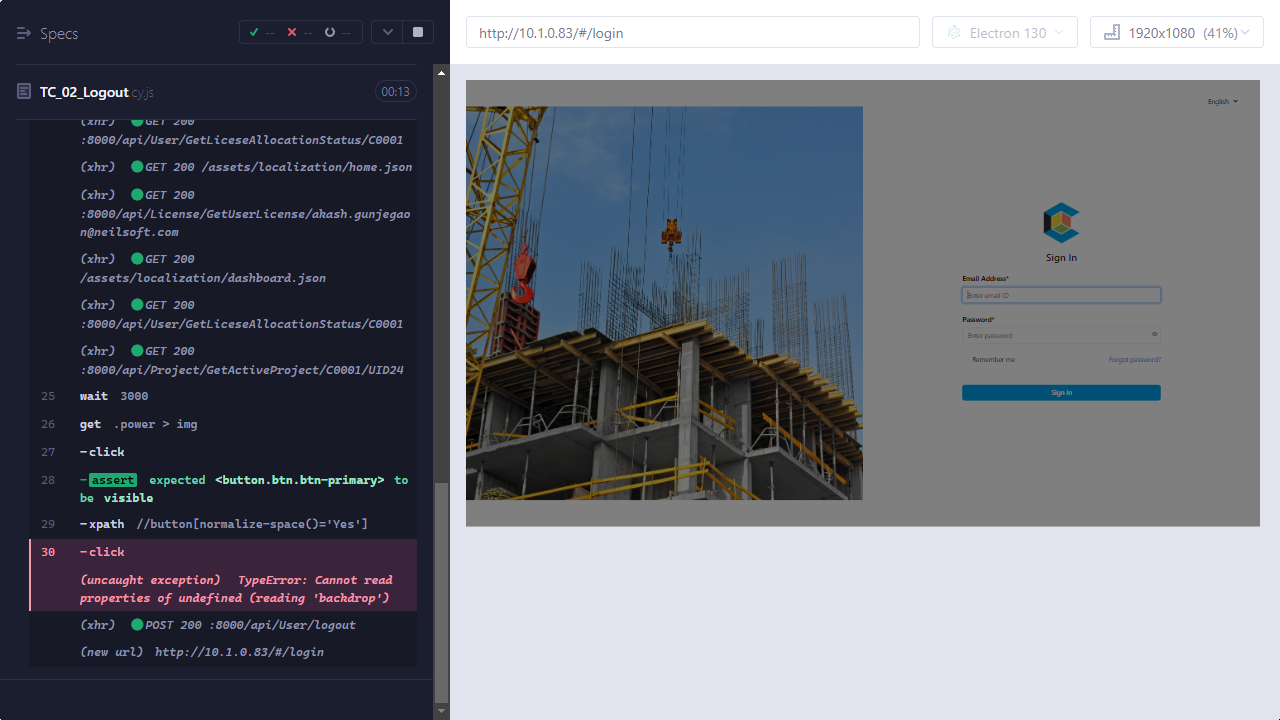 Specs
-- -- --
TC_02_Logout.cy.js 00:13
(xhr) GET 200
:8000/api/User/GetLiceseAllocationStatus/C0001
(xhr) GET 200 /assets/localization/home.json
(xhr) GET 200
:8000/api/License/GetUserLicense/akash.gunjegao
n@neilsoft.com
(xhr) GET 200
/assets/localization/dashboard.json
(xhr) GET 200
:8000/api/User/GetLiceseAllocationStatus/C0001
(xhr) GET 200
:8000/api/Project/GetActiveProject/C0001/UID24
25 wait 3000
26 get .power > img
27 -click
28 -assert expected <button.btn.btn-primary> to
be visible
29 -xpath //button[normalize-space()='Yes']
30 -click
(uncaught exception) TypeError: Cannot read
properties of undefined (reading 'backdrop')
(xhr) POST 200 :8000/api/User/logout
(new url) http://10.1.0.83/#/login
http://10.1.0.83/#/login
Electron 130
1920x1080 (41%)
English
Sign In
Email Address*
Enter email ID
Password*
Enter password
Remember me
Forgot password?
Sign In